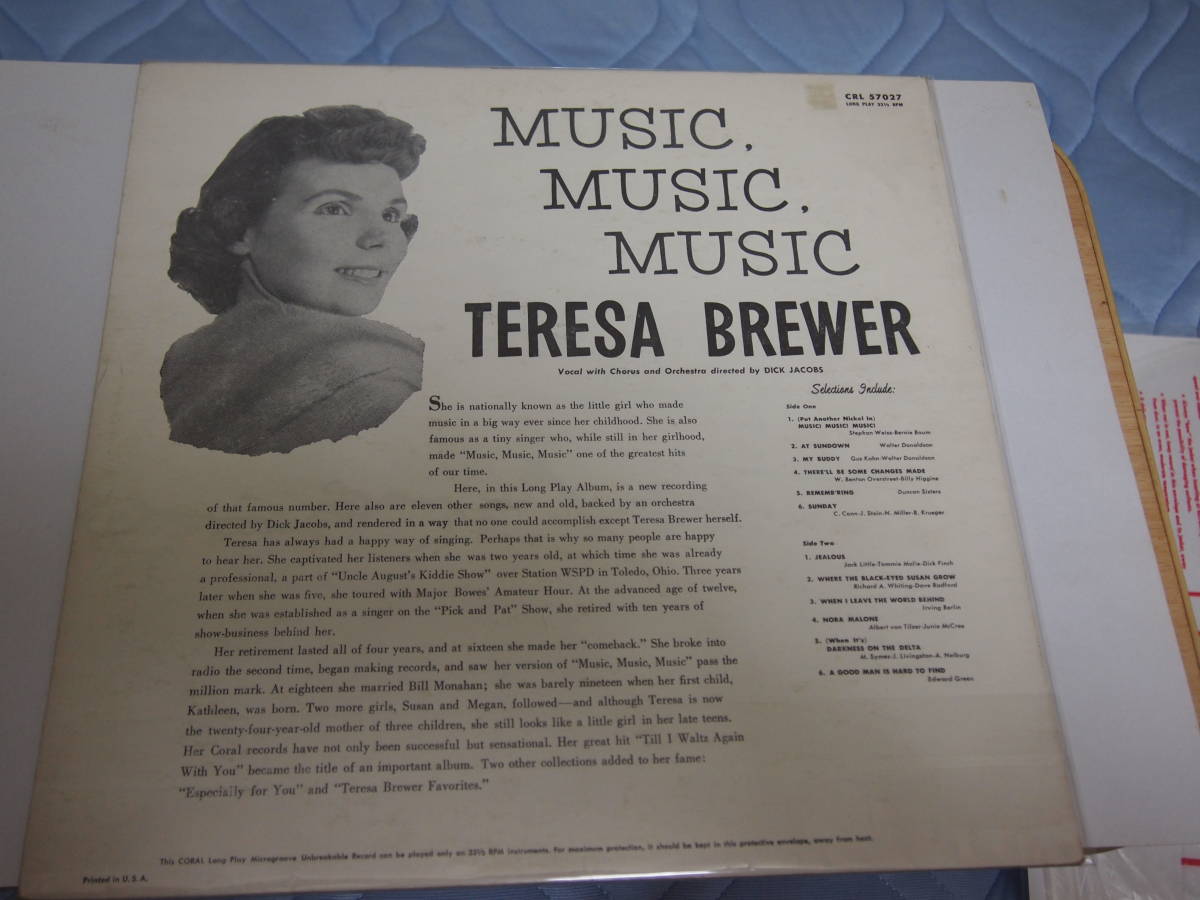 CRL 57027
LONG PLAY 33⅓ RPM
MUSIC,
MUSIC,
MUSIC
TERESA BREWER
Vocal with Chorus and Orchestra directed by DICK JACOBS
She is nationally known as the little girl who made
music in a big way ever since her childhood. She is also
famous as a tiny singer who, while still in her girlhood,
made “Music, Music, Music” one of the greatest hits
of our time.
Here, in this Long Play Album, is a new recording
of that famous number. Here also are eleven other songs, new and old, backed by an orchestra
directed by Dick Jacobs, and rendered in a way that no one could accomplish except Teresa Brewer herself.
Teresa has always had a happy way of singing. Perhaps that is why so many people are happy
to hear her. She captivated her listeners when she was two years old, at which time she was already
a professional, a part of “Uncle August's Kiddie Show” over Station WSPD in Toledo, Ohio. Three years
later when she was five, she toured with Major Bowes' Amateur Hour. At the advanced age of twelve,
when she was established as a singer on the “Pick and Pat” Show, she retired with ten years of
show-business behind her.
Her retirement lasted all of four years, and at sixteen she made her “comeback.” She broke into
radio the second time, began making records, and saw her version of “Music, Music, Music” pass the
million mark. At eighteen she married Bill Monahan; she was barely nineteen when her first child,
Kathleen, was born. Two more girls, Susan and Megan, followed—and although Teresa is now
the twenty-four-year-old mother of three children, she still looks like a little girl in her late teens.
Her Coral records have not only been successful but sensational. Her great hit “Till I Waltz Again
With You” became the title of an important album. Two other collections added to her fame:
“Especially for You” and “Teresa Brewer Favorites.”
Selections Include:
Side One
1. (Put Another Nickel In)
MUSIC! MUSIC! MUSIC!
Stephan Weiss-Bernie Baum
2. AT SUNDOWN Walter Donaldson
3. MY BUDDY Gus Kahn-Walter Donaldson
4. THERE'LL BE SOME CHANGES MADE
W. Benton Overstreet-Billy Higgins
5. REMEMB'RING Duncan Sisters
6. SUNDAY
C. Conn-J. Stein-N. Miller-B. Krueger
Side Two
1. JEALOUS
Jack Little-Tommie Malie-Dick Finch
2. WHERE THE BLACK-EYED SUSAN GROW
Richard A. Whiting-Dave Radford
3. WHEN I LEAVE THE WORLD BEHIND
Irving Berlin
4. NORA MALONE
Albert von Tilzer-Junie McCree
5. (When It's)
DARKNESS ON THE DELTA
M. Symes-J. Livingston-A. Neiburg
6. A GOOD MAN IS HARD TO FIND
Edward Green
This CORAL Long Play Microgroove Unbreakable Record can be played only on 33⅓ RPM instruments. For maximum protection, it should be kept in this protective envelope, away from heat.
Printed in U. S. A.